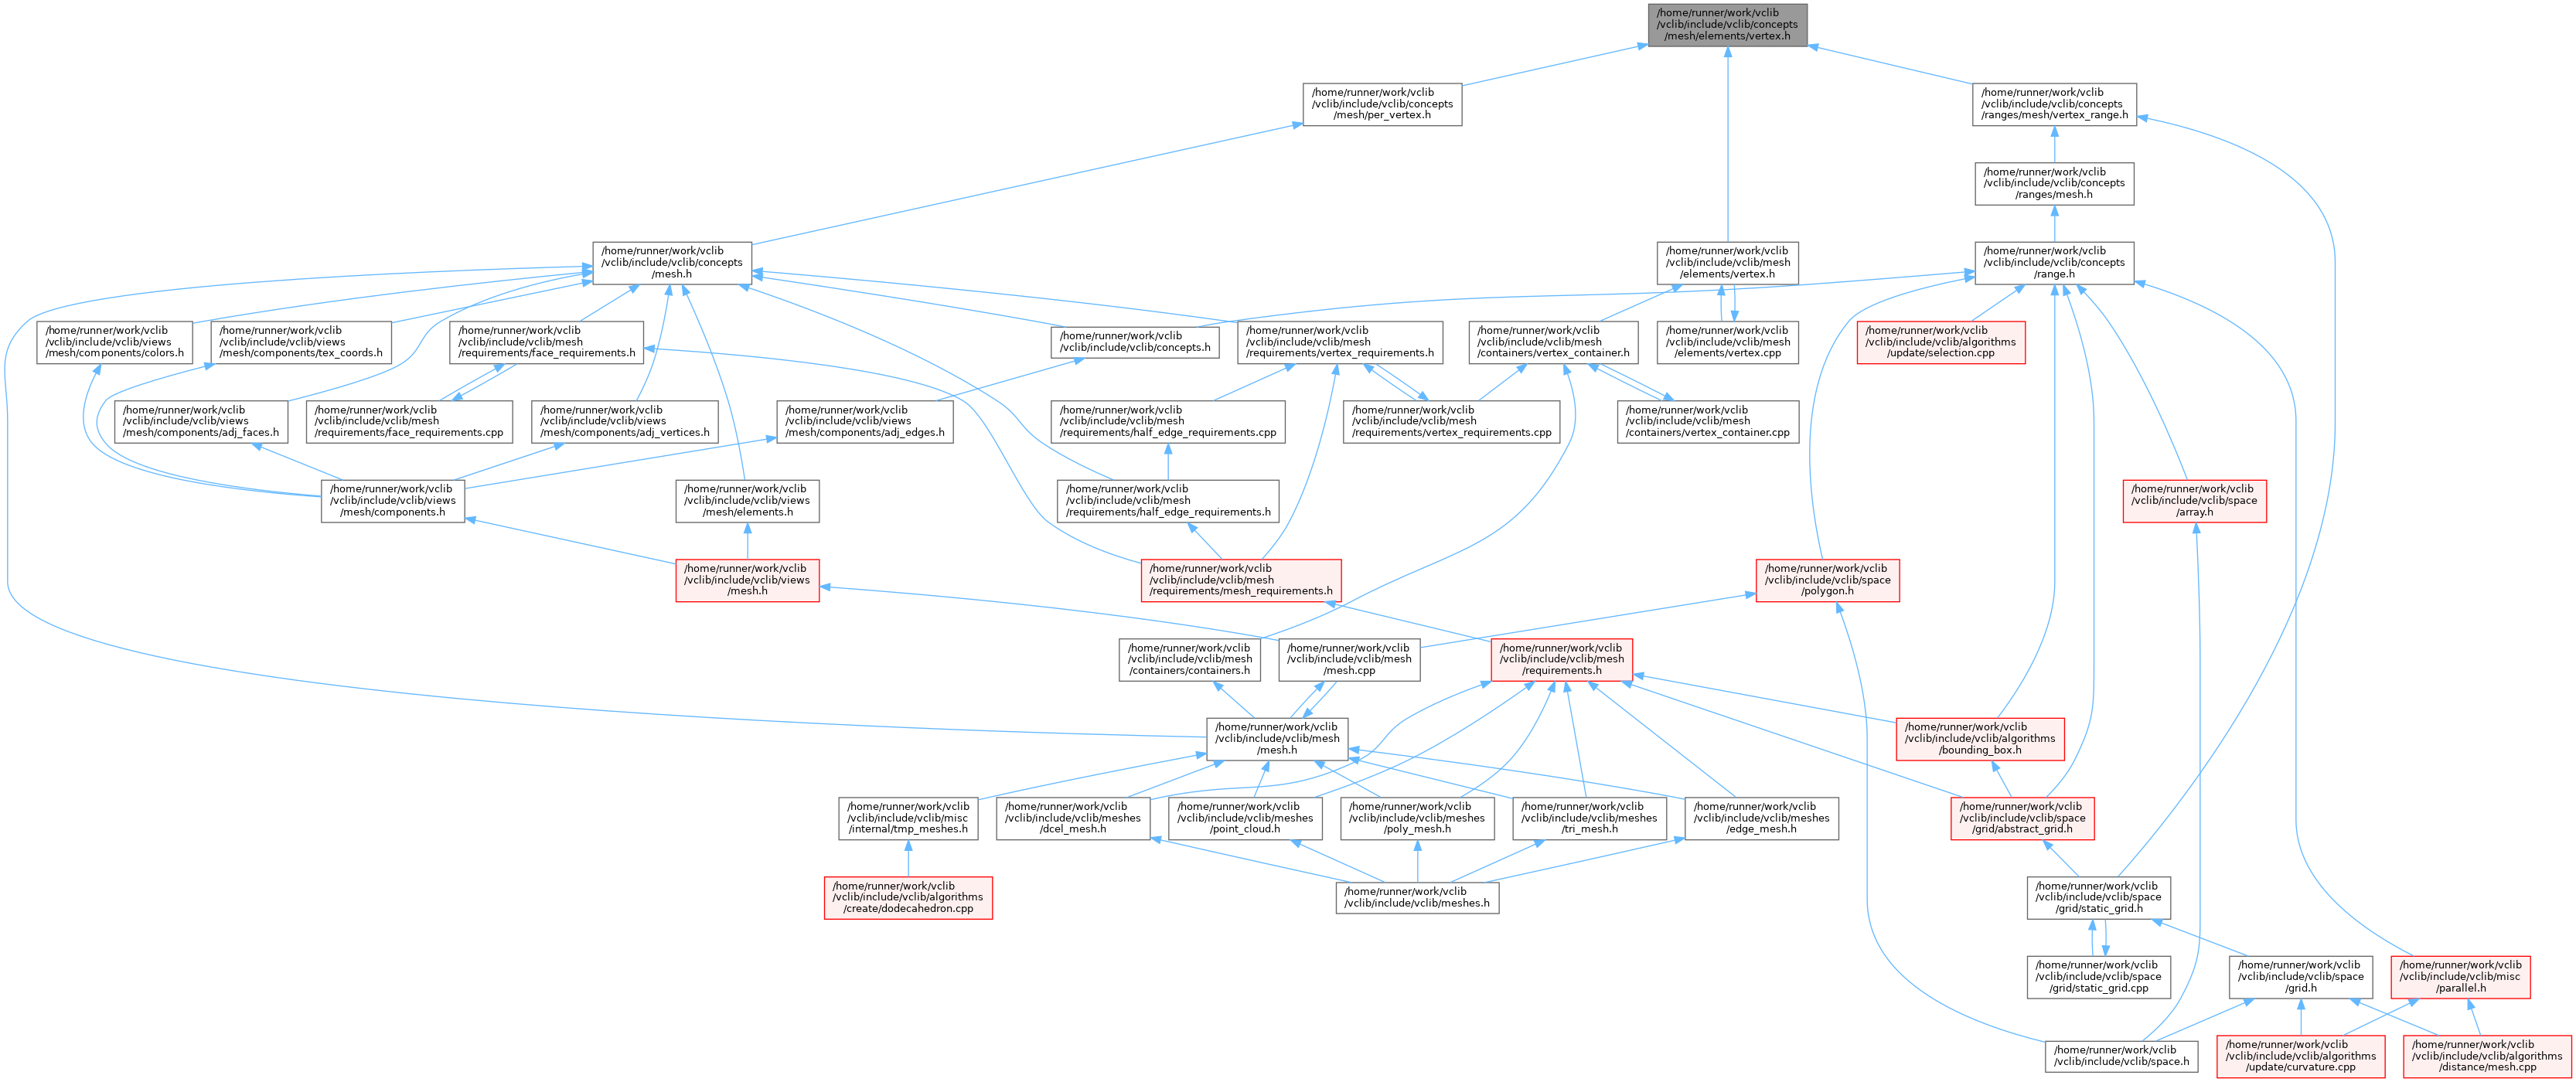 /home/runner/work/vclib
/vclib/include/vclib/concepts
/mesh/elements/vertex.h
/home/runner/work/vclib
/vclib/include/vclib/concepts
/mesh/per_vertex.h
/home/runner/work/vclib
/vclib/include/vclib/concepts
/ranges/mesh/vertex_range.h
/home/runner/work/vclib
/vclib/include/vclib/concepts
/ranges/mesh.h
/home/runner/work/vclib
/vclib/include/vclib/concepts
/mesh.h
/home/runner/work/vclib
/vclib/include/vclib/mesh
/elements/vertex.h
/home/runner/work/vclib
/vclib/include/vclib/concepts
/range.h
/home/runner/work/vclib
/vclib/include/vclib/views
/mesh/components/colors.h
/home/runner/work/vclib
/vclib/include/vclib/views
/mesh/components/tex_coords.h
/home/runner/work/vclib
/vclib/include/vclib/mesh
/requirements/face_requirements.h
/home/runner/work/vclib
/vclib/include/vclib/concepts.h
/home/runner/work/vclib
/vclib/include/vclib/mesh
/requirements/vertex_requirements.h
/home/runner/work/vclib
/vclib/include/vclib/mesh
/containers/vertex_container.h
/home/runner/work/vclib
/vclib/include/vclib/mesh
/elements/vertex.cpp
/home/runner/work/vclib
/vclib/include/vclib/algorithms
/update/selection.cpp
/home/runner/work/vclib
/vclib/include/vclib/views
/mesh/components/adj_faces.h
/home/runner/work/vclib
/vclib/include/vclib/mesh
/requirements/face_requirements.cpp
/home/runner/work/vclib
/vclib/include/vclib/views
/mesh/components/adj_vertices.h
/home/runner/work/vclib
/vclib/include/vclib/views
/mesh/components/adj_edges.h
/home/runner/work/vclib
/vclib/include/vclib/mesh
/requirements/half_edge_requirements.cpp
/home/runner/work/vclib
/vclib/include/vclib/mesh
/requirements/vertex_requirements.cpp
/home/runner/work/vclib
/vclib/include/vclib/mesh
/containers/vertex_container.cpp
/home/runner/work/vclib
/vclib/include/vclib/views
/mesh/components.h
/home/runner/work/vclib
/vclib/include/vclib/views
/mesh/elements.h
/home/runner/work/vclib
/vclib/include/vclib/mesh
/requirements/half_edge_requirements.h
/home/runner/work/vclib
/vclib/include/vclib/space
/array.h
/home/runner/work/vclib
/vclib/include/vclib/views
/mesh.h
/home/runner/work/vclib
/vclib/include/vclib/mesh
/requirements/mesh_requirements.h
/home/runner/work/vclib
/vclib/include/vclib/space
/polygon.h
/home/runner/work/vclib
/vclib/include/vclib/mesh
/containers/containers.h
/home/runner/work/vclib
/vclib/include/vclib/mesh
/mesh.cpp
/home/runner/work/vclib
/vclib/include/vclib/mesh
/requirements.h
/home/runner/work/vclib
/vclib/include/vclib/mesh
/mesh.h
/home/runner/work/vclib
/vclib/include/vclib/algorithms
/bounding_box.h
/home/runner/work/vclib
/vclib/include/vclib/misc
/internal/tmp_meshes.h
/home/runner/work/vclib
/vclib/include/vclib/meshes
/dcel_mesh.h
/home/runner/work/vclib
/vclib/include/vclib/meshes
/point_cloud.h
/home/runner/work/vclib
/vclib/include/vclib/meshes
/poly_mesh.h
/home/runner/work/vclib
/vclib/include/vclib/meshes
/tri_mesh.h
/home/runner/work/vclib
/vclib/include/vclib/meshes
/edge_mesh.h
/home/runner/work/vclib
/vclib/include/vclib/space
/grid/abstract_grid.h
/home/runner/work/vclib
/vclib/include/vclib/algorithms
/create/dodecahedron.cpp
/home/runner/work/vclib
/vclib/include/vclib/meshes.h
/home/runner/work/vclib
/vclib/include/vclib/space
/grid/static_grid.h
/home/runner/work/vclib
/vclib/include/vclib/space
/grid/static_grid.cpp
/home/runner/work/vclib
/vclib/include/vclib/space
/grid.h
/home/runner/work/vclib
/vclib/include/vclib/misc
/parallel.h
/home/runner/work/vclib
/vclib/include/vclib/space.h
/home/runner/work/vclib
/vclib/include/vclib/algorithms
/update/curvature.cpp
/home/runner/work/vclib
/vclib/include/vclib/algorithms
/distance/mesh.cpp